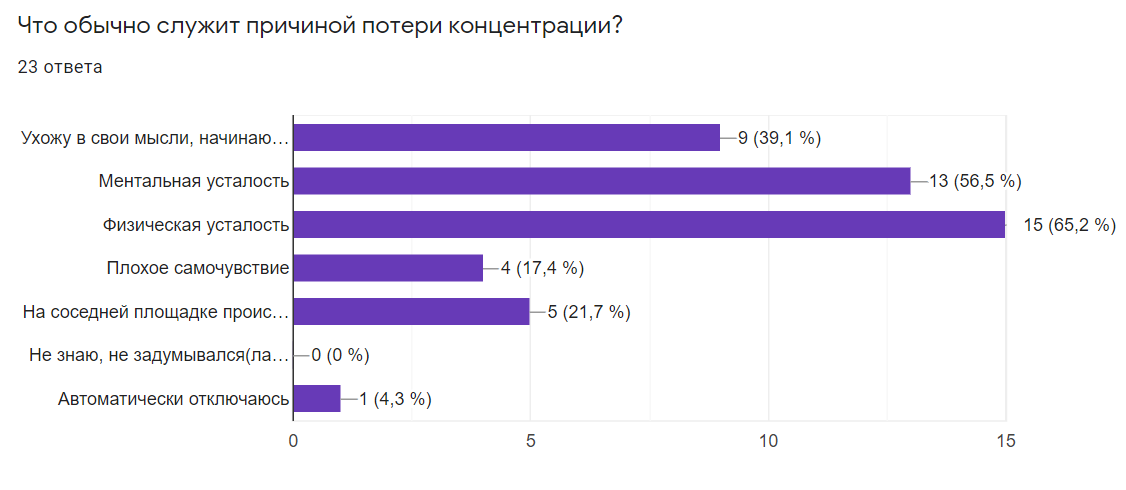 Что обычно служит причиной потери концентрации?
23 ответа
Ухожу в свои мысли, начинаю… 9 (39,1 %)
Ментальная усталость 13 (56,5 %)
Физическая усталость 15 (65,2 %)
Плохое самочувствие 4 (17,4 %)
На соседней площадке проис… 5 (21,7 %)
Не знаю, не задумывался(ла… 0 (0 %)
Автоматически отключаюсь 1 (4,3 %)
0 5 10 15